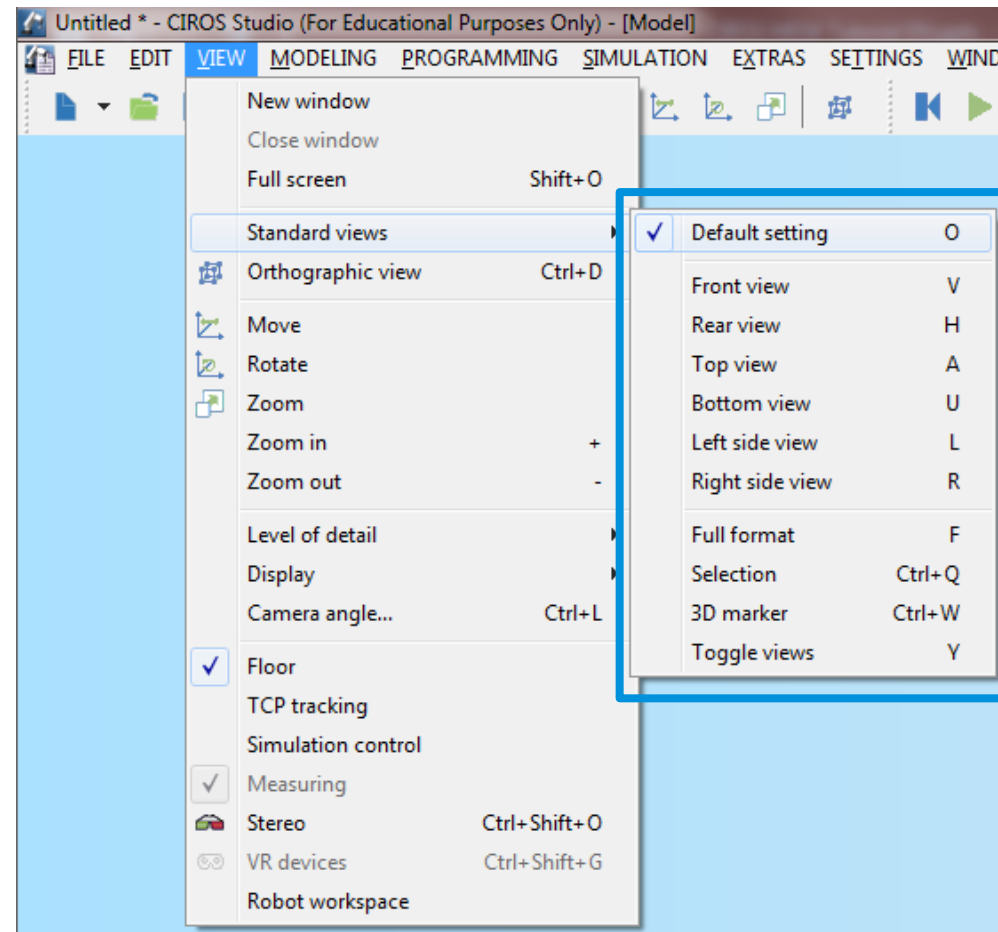 Untitled * - CIROS Studio (For Educational Purposes Only) - [Model]
FILE EDIT VIEW MODELING PROGRAMMING SIMULATION EXTRAS SETTINGS WIND
New window
Close window
Full screen Shift+O
Standard views
Orthographic view Ctrl+D
Move
Rotate
Zoom
Zoom in +
Zoom out -
Level of detail
Display
Camera angle... Ctrl+L
Floor
TCP tracking
Simulation control
Measuring
Stereo Ctrl+Shift+O
VR devices Ctrl+Shift+G
Robot workspace
Default setting O
Front view V
Rear view H
Top view A
Bottom view U
Left side view L
Right side view R
Full format F
Selection Ctrl+Q
3D marker Ctrl+W
Toggle views Y